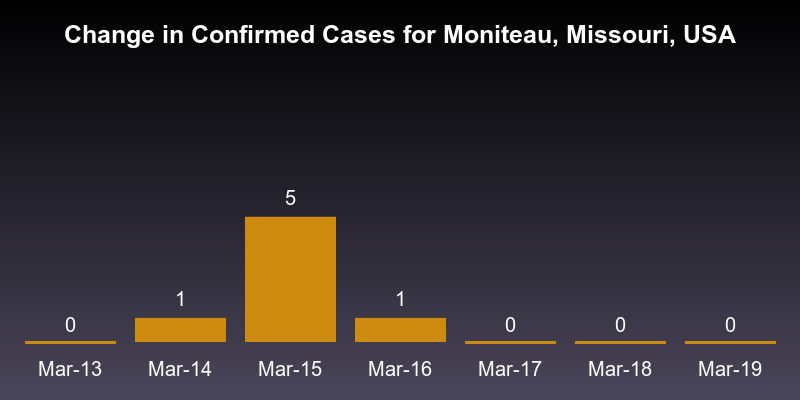 Change in Confirmed Cases for Moniteau, Missouri, USA
5
1
1
0
0
0
0
Mar-13
Mar-14
Mar-15
Mar-16
Mar-17
Mar-18
Mar-19